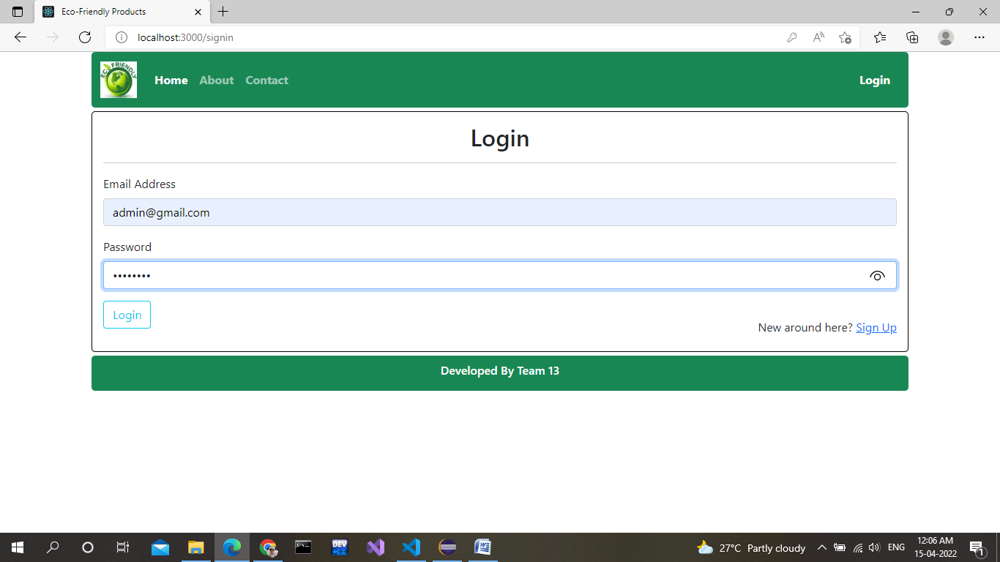 Eco-Friendly Products
localhost:3000/signin
ECO FRIENDLY
Home About Contact Login
Login
Email Address
admin@gmail.com
Password
••••••••
Login
New around here? Sign Up
Developed By Team 13
DEV
27°C Partly cloudy
ENG
12:06 AM
15-04-2022
1